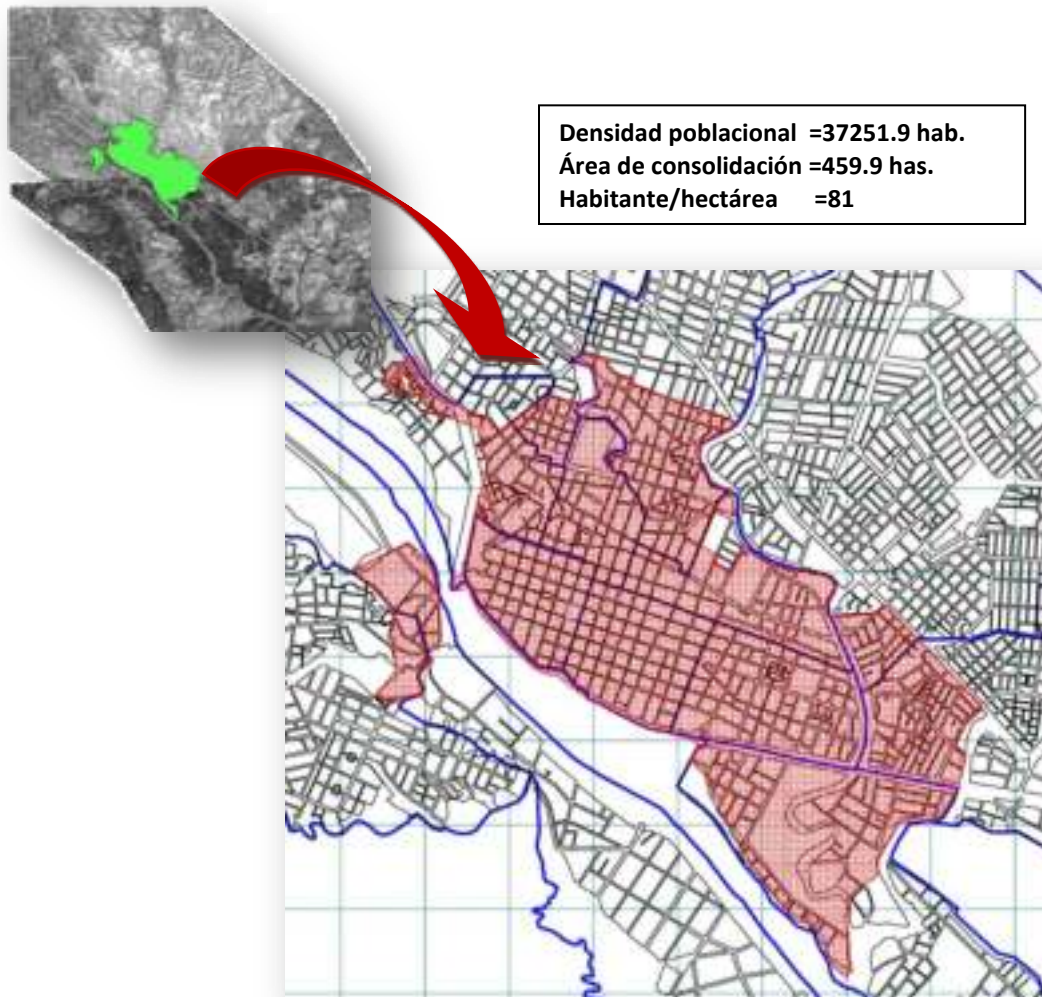 Densidad poblacional =37251.9 hab.
Área de consolidación =459.9 has.
Habitante/hectárea =81